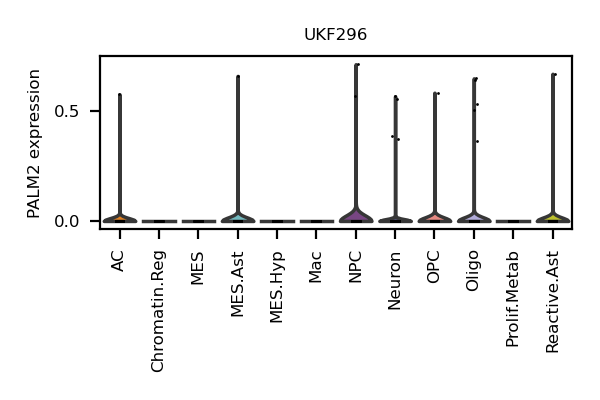 UKF296
PALM2 expression
0.5
0.0
AC
Chromatin.Reg
MES
MES.Ast
MES.Hyp
Mac
NPC
Neuron
OPC
Oligo
Prolif.Metab
Reactive.Ast